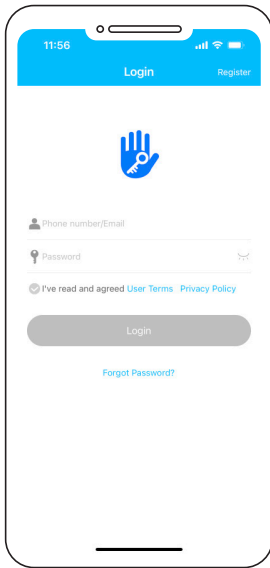 11:56
Login
Register
Phone number/Email
Password
I've read and agreed User Terms Privacy Policy
Login
Forgot Password?